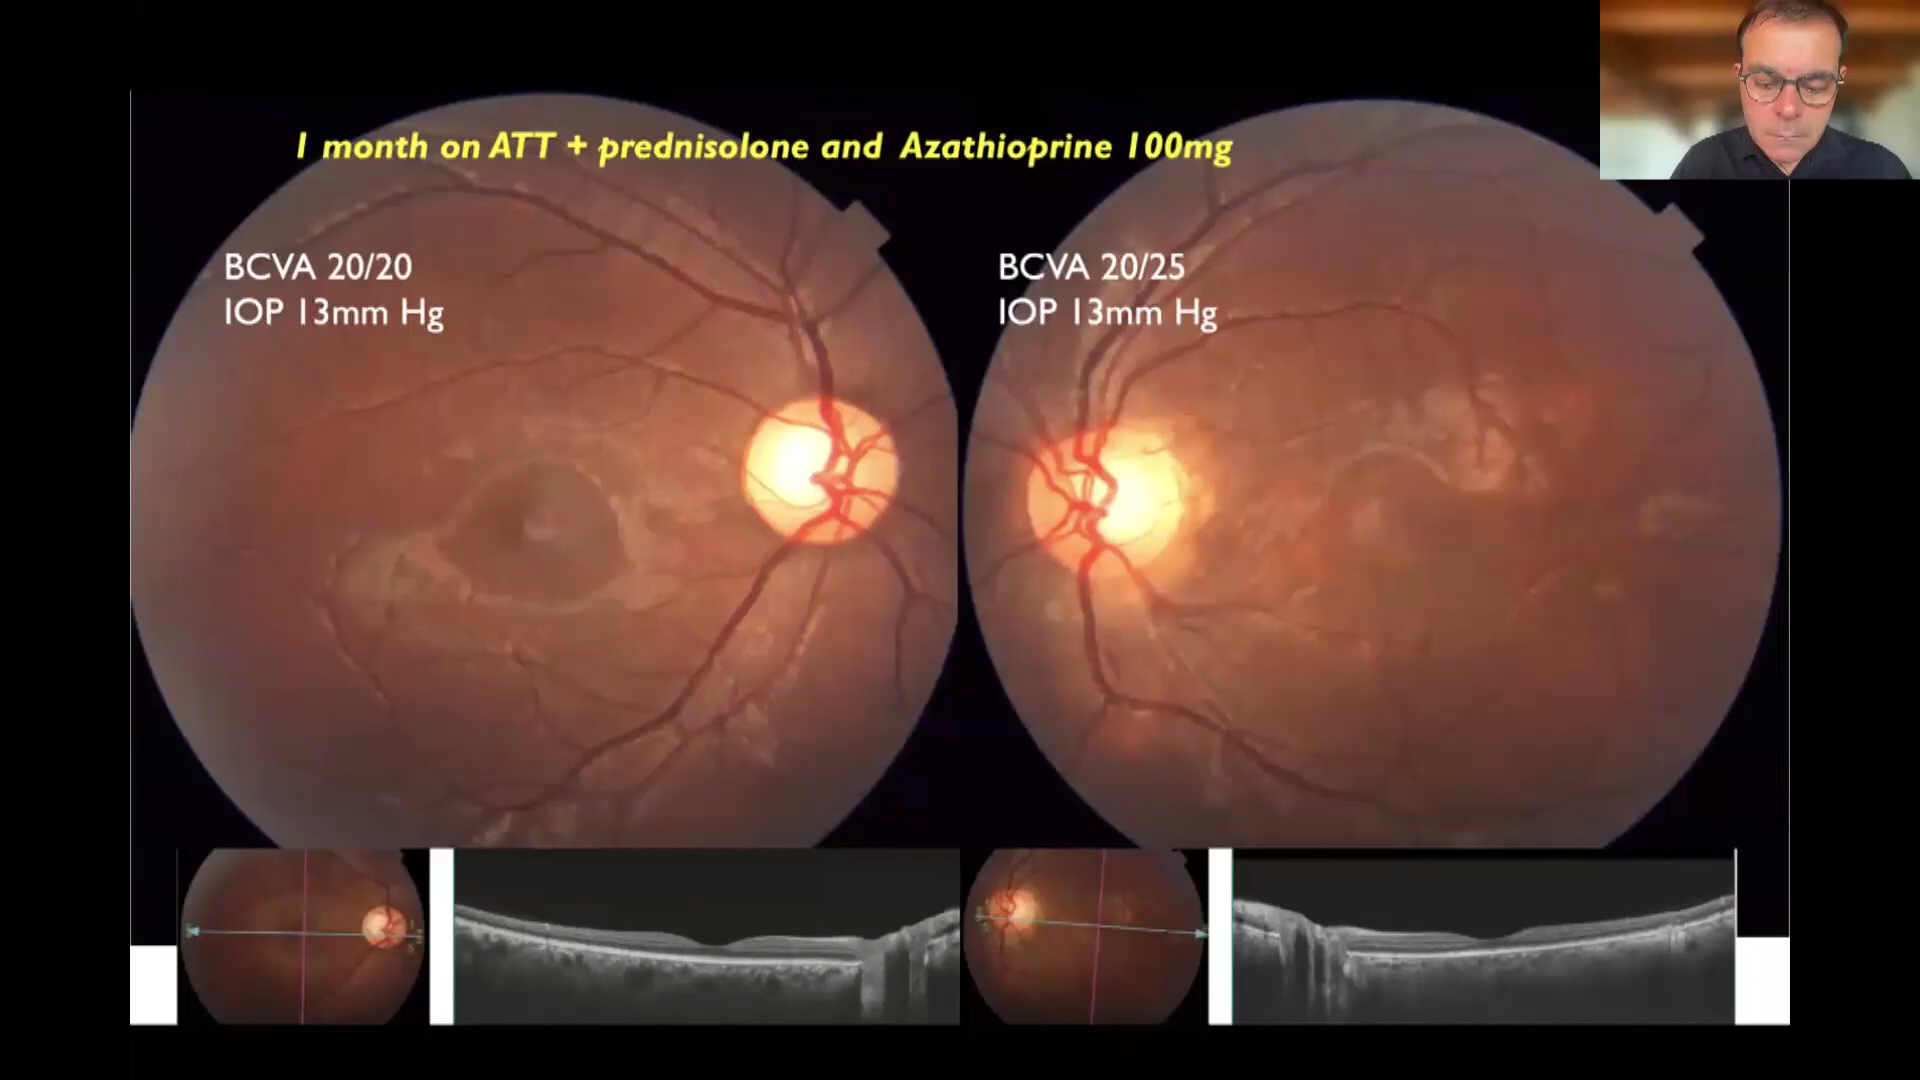 1 month on ATT + prednisolone and Azathioprine 100mg
BCVA 20/20
IOP 13mm Hg
BCVA 20/25
IOP 13mm Hg